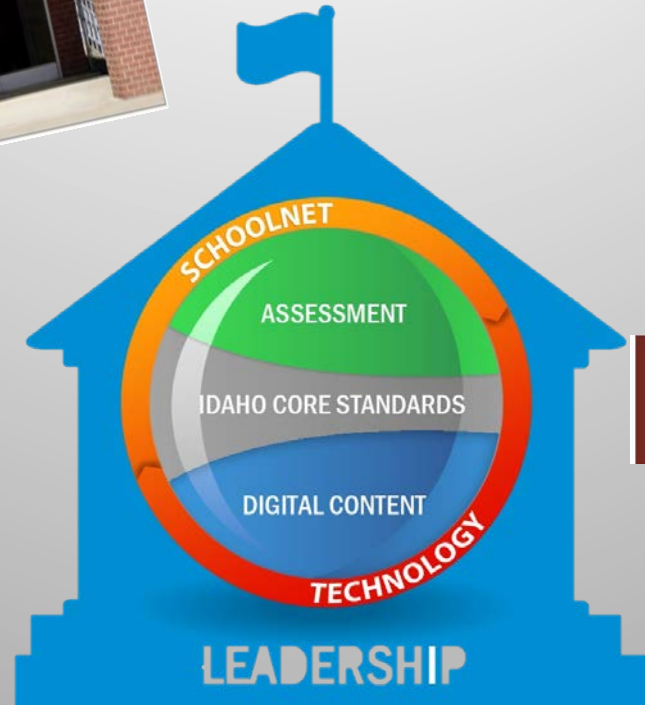 SCHOOLNET
ASSESSMENT
IDAHO CORE STANDARDS
DIGITAL CONTENT
TECHNOLOGY
LEADERSHIP